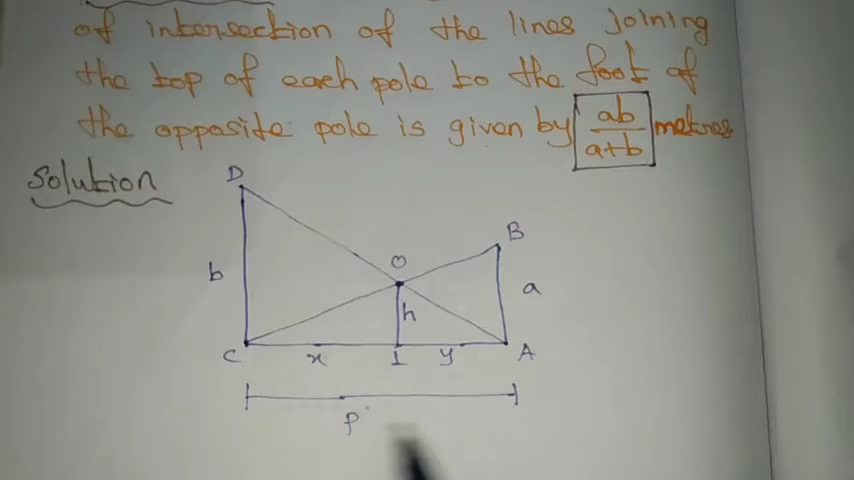 of intersection of the lines joining
the top of each pole to the foot of
the opposite pole is given by ab/a+b metres.
Solution
D
B
O
b
a
h
C
x
L
y
A
P